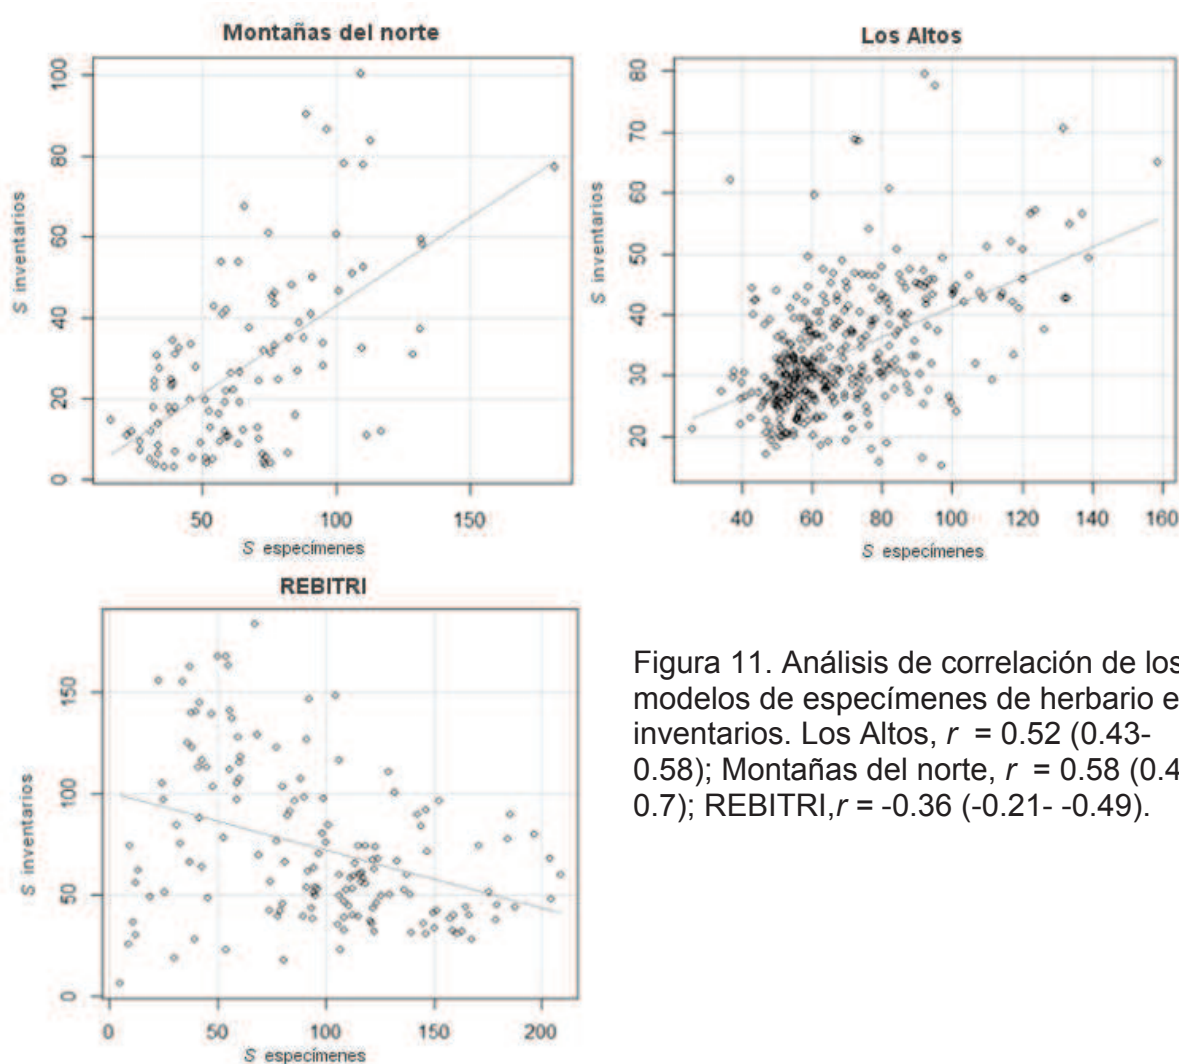 Montañas del norte
S inventarios
100
80
60
40
20
0
50
100
150
S especímenes
Los Altos
S inventarios
80
70
60
50
40
30
20
40
60
80
100
120
140
160
S especímenes
REBITRI
S inventarios
150
100
50
0
0
50
100
150
200
S especímenes
Figura 11. Análisis de correlación de los
modelos de especímenes de herbario e
inventarios. Los Altos, r = 0.52 (0.43-
0.58); Montañas del norte, r = 0.58 (0.4
0.7); REBITRI,r = -0.36 (-0.21- -0.49).